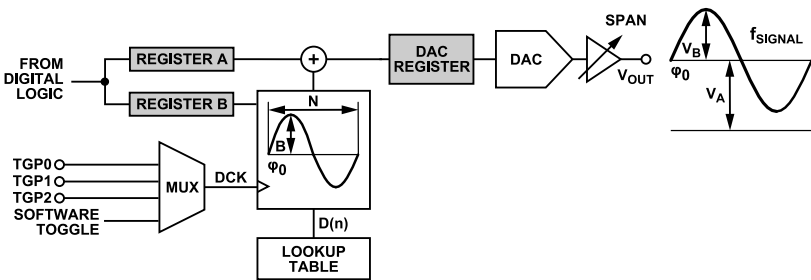 FROM
DIGITAL
LOGIC
REGISTER A
REGISTER B
+
DAC
REGISTER
DAC
SPAN
VOUT
VB
fSIGNAL
φ0
VA
N
B
φ0
TGP0
TGP1
TGP2
SOFTWARE
TOGGLE
MUX
DCK
D(n)
LOOKUP
TABLE